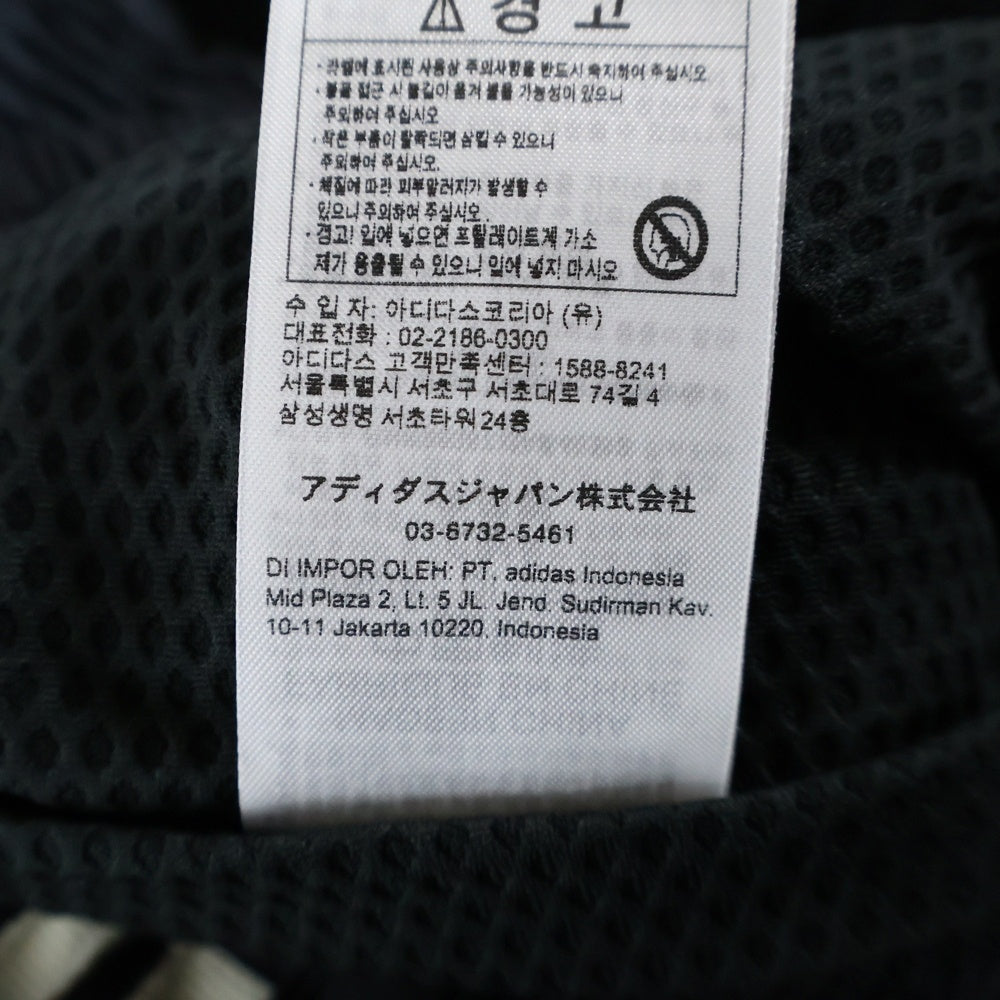 경 고
· 라벨에 표시된 사용상 주의사항을 반드시 숙지하여 주십시오
· 불꽃 접근 시 불길이 옮겨 붙을 가능성이 있으니
주의하여 주십시오
· 작은 부품이 탈락되면 삼킬 수 있으니
주의하여 주십시오.
· 체질에 따라 피부알러지가 발생할 수
있으니 주의하여 주십시오.
· 경고! 입에 넣으면 프탈레이트계 가소
제가 용출될 수 있으니 입에 넣지 마시오
수 입 자: 아디다스코리아 (유)
대표전화 : 02-2186-0300
아디다스 고객만족센터 : 1588-8241
서울특별시 서초구 서초대로 74길 4
삼성생명 서초타워 24층
アディダスジャパン株式会社
03-6732-5461
DI IMPOR OLEH: PT. adidas Indonesia
Mid Plaza 2, Lt. 5 JL. Jend. Sudirman Kav.
10-11 Jakarta 10220, Indonesia